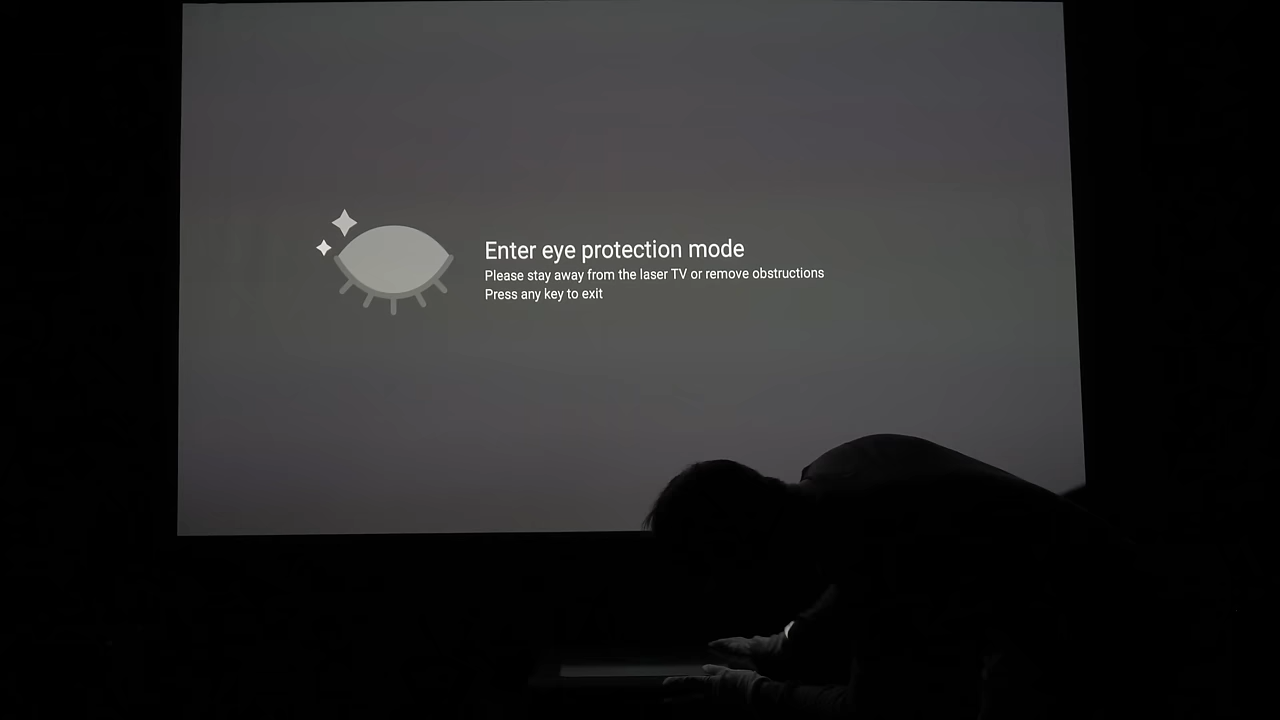 Enter eye protection mode
Please stay away from the laser TV or remove obstructions
Press any key to exit